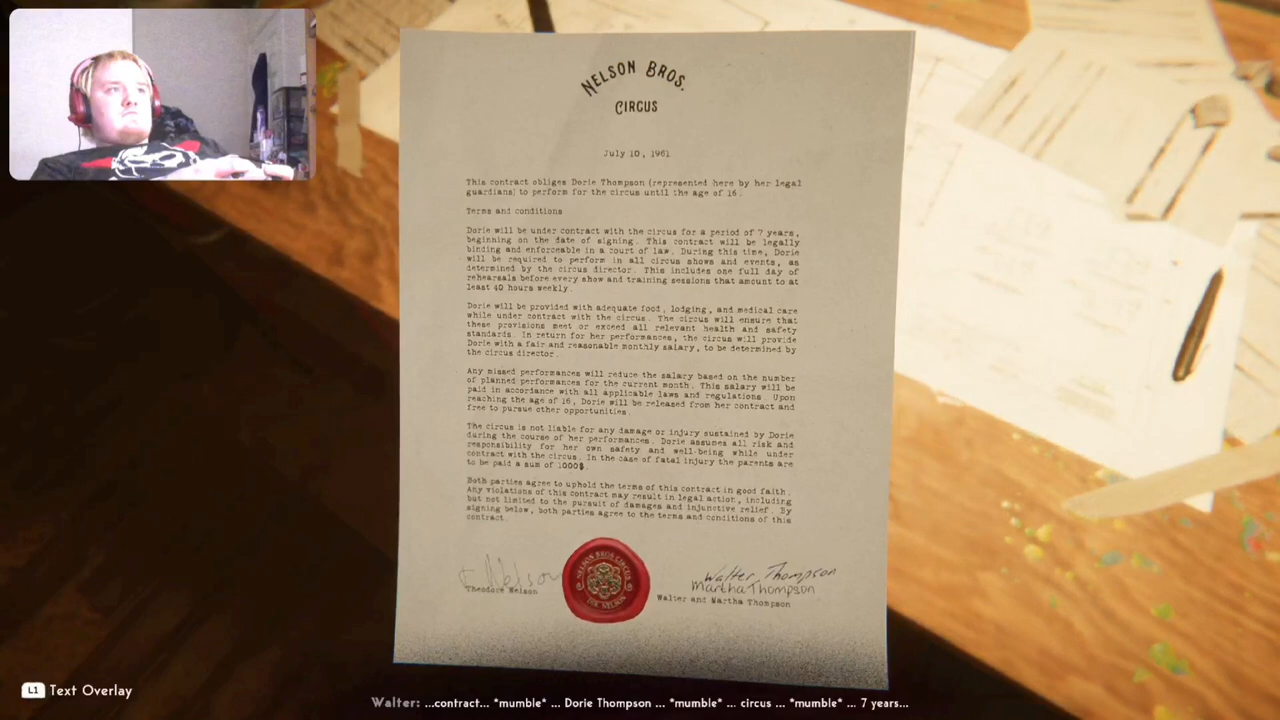 NELSON BROS.
CIRCUS
July 10, 1961
This contract obliges Dorie Thompson (represented here by her legal
guardians) to perform for the circus until the age of 16.
Terms and conditions
Dorie will be under contract with the circus for a period of 7 years,
beginning on the date of signing. This contract will be legally
binding and enforceable in a court of law. During this time, Dorie
will be required to perform in all circus shows and events, as
determined by the circus director. This includes one full day of
rehearsals before every show and training sessions that amount to at
least 40 hours weekly.
Dorie will be provided with adequate food, lodging, and medical care
while under contract with the circus. The circus will ensure that
these provisions meet or exceed all relevant health and safety
standards. In return for her performances, the circus will provide
Dorie with a fair and reasonable monthly salary, to be determined by
the circus director.
Any missed performances will reduce the salary based on the number
of planned performances for the current month. This salary will be
paid in accordance with all applicable laws and regulations. Upon
reaching the age of 16, Dorie will be released from her contract and
free to pursue other opportunities.
The circus is not liable for any damage or injury sustained by Dorie
during the course of her performances. Dorie assumes all risk and
responsibility for her own safety and well-being while under
contract with the circus. In the case of fatal injury the parents are
to be paid a sum of 1000$.
Both parties agree to uphold the terms of this contract in good faith.
Any violations of this contract may result in legal action, including
but not limited to the pursuit of damages and injunctive relief. By
signing below, both parties agree to the terms and conditions of this
contract.
Nelson
Theodore Nelson
NELSON BROS CIRCUS
Walter Thompson
Martha Thompson
Walter and Martha Thompson
L1 Text Overlay
Walter: ...contract... *mumble* ... Dorie Thompson ... *mumble* ... circus ... *mumble* ... 7 years...